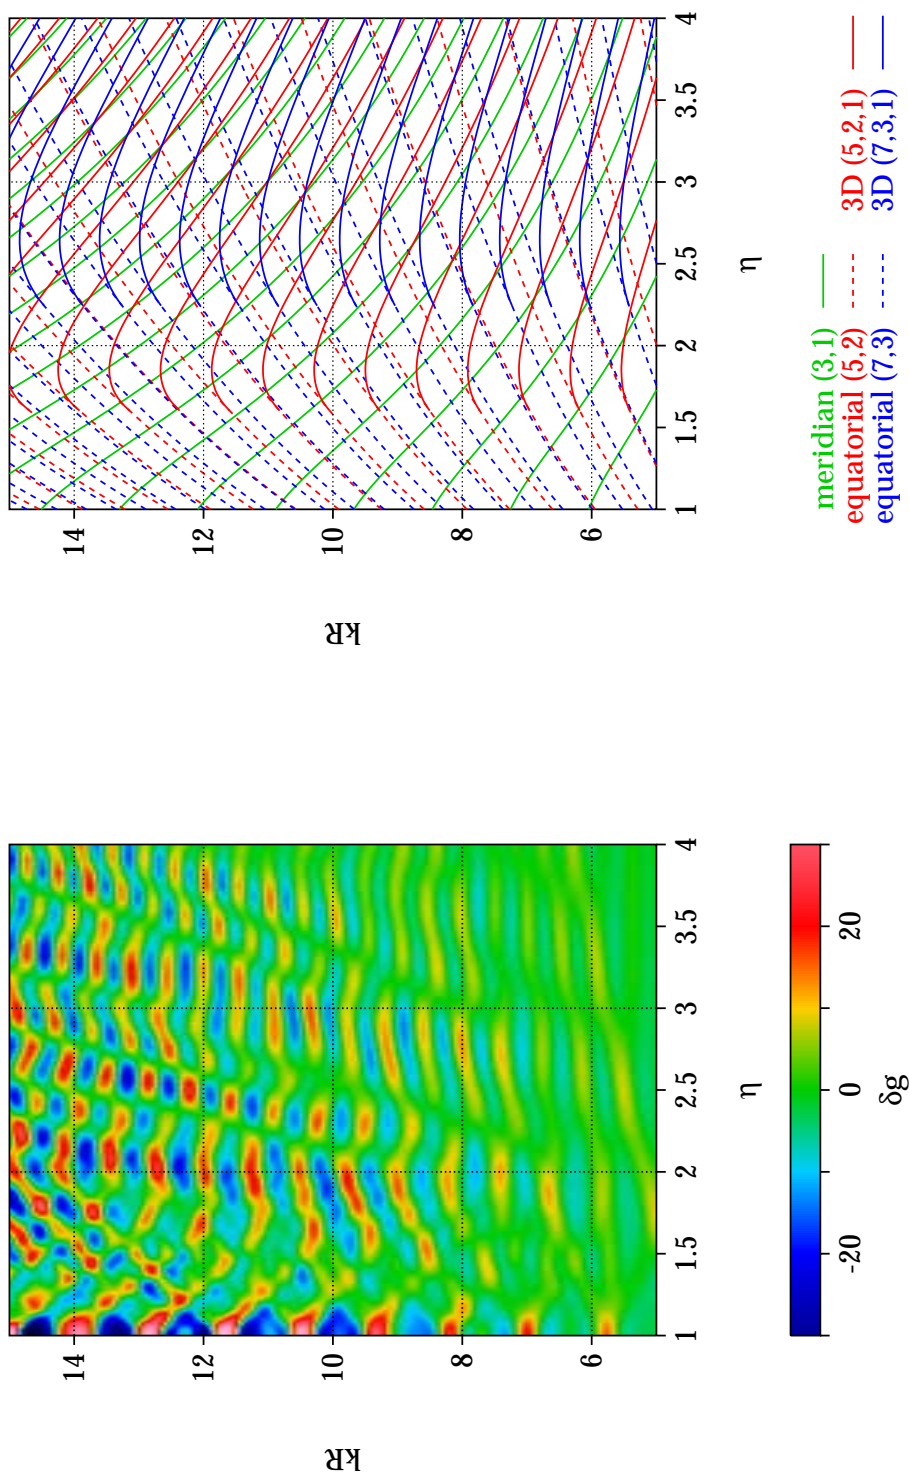 kR
14
12
10
8
6
1 1.5 2 2.5 3 3.5 4
η
-20 0 20
δg
kR
14
12
10
8
6
1 1.5 2 2.5 3 3.5 4
η
meridian (3,1)
equatorial (5,2) 3D (5,2,1)
equatorial (7,3) 3D (7,3,1)